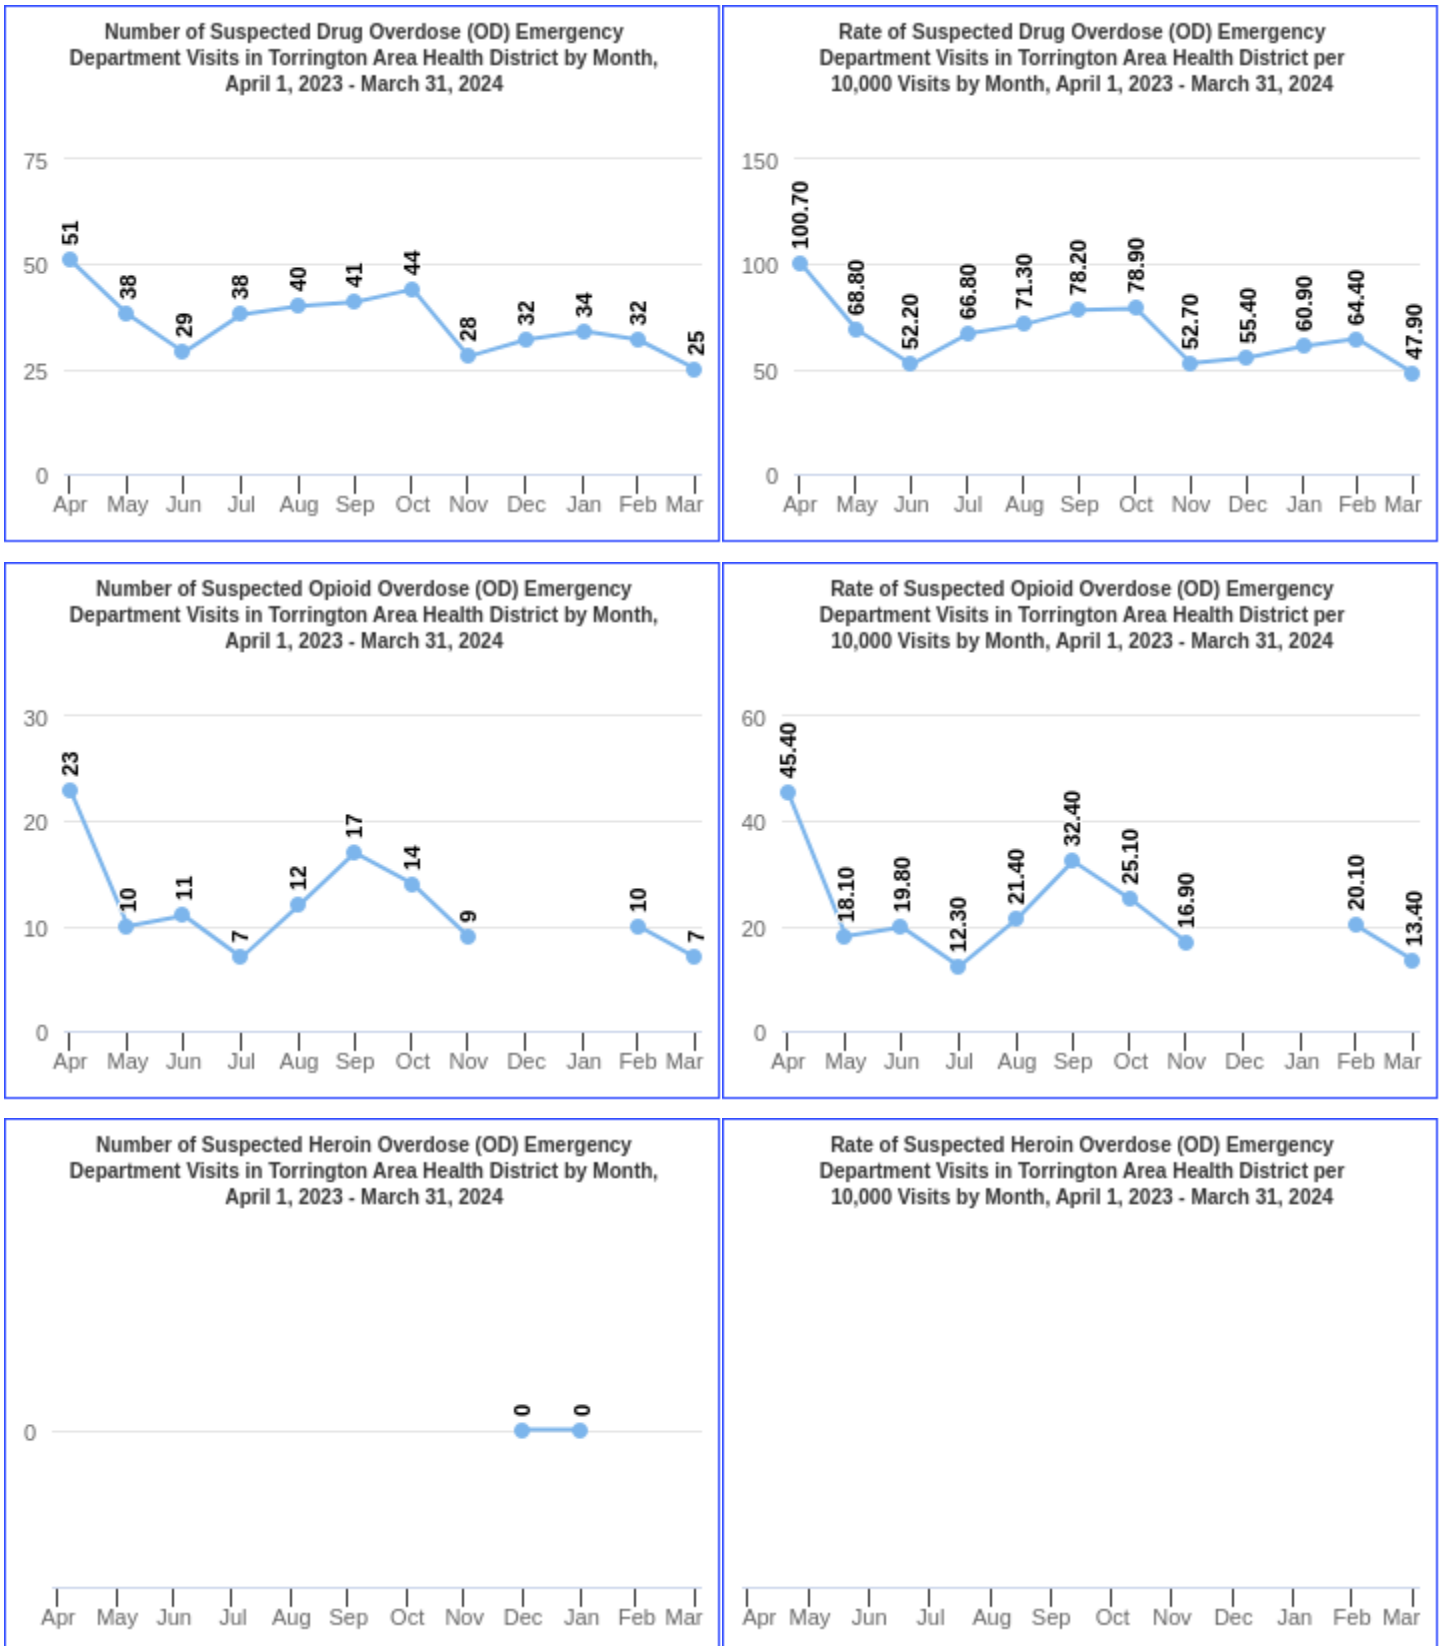 Number of Suspected Drug Overdose (OD) Emergency
Department Visits in Torrington Area Health District by Month,
April 1, 2023 - March 31, 2024
75
50
25
0
51
38
29
38
40
41
44
28
32
34
32
25
Apr May Jun Jul Aug Sep Oct Nov Dec Jan Feb Mar
Rate of Suspected Drug Overdose (OD) Emergency
Department Visits in Torrington Area Health District per
10,000 Visits by Month, April 1, 2023 - March 31, 2024
150
100
50
0
100.70
68.80
52.20
66.80
71.30
78.20
78.90
52.70
55.40
60.90
64.40
47.90
Apr May Jun Jul Aug Sep Oct Nov Dec Jan Feb Mar
Number of Suspected Opioid Overdose (OD) Emergency
Department Visits in Torrington Area Health District by Month,
April 1, 2023 - March 31, 2024
30
20
10
0
23
10
11
7
12
17
14
9
10
7
Apr May Jun Jul Aug Sep Oct Nov Dec Jan Feb Mar
Rate of Suspected Opioid Overdose (OD) Emergency
Department Visits in Torrington Area Health District per
10,000 Visits by Month, April 1, 2023 - March 31, 2024
60
40
20
0
45.40
18.10
19.80
12.30
21.40
32.40
25.10
16.90
20.10
13.40
Apr May Jun Jul Aug Sep Oct Nov Dec Jan Feb Mar
Number of Suspected Heroin Overdose (OD) Emergency
Department Visits in Torrington Area Health District by Month,
April 1, 2023 - March 31, 2024
0
0
0
Apr May Jun Jul Aug Sep Oct Nov Dec Jan Feb Mar
Rate of Suspected Heroin Overdose (OD) Emergency
Department Visits in Torrington Area Health District per
10,000 Visits by Month, April 1, 2023 - March 31, 2024
Apr May Jun Jul Aug Sep Oct Nov Dec Jan Feb Mar